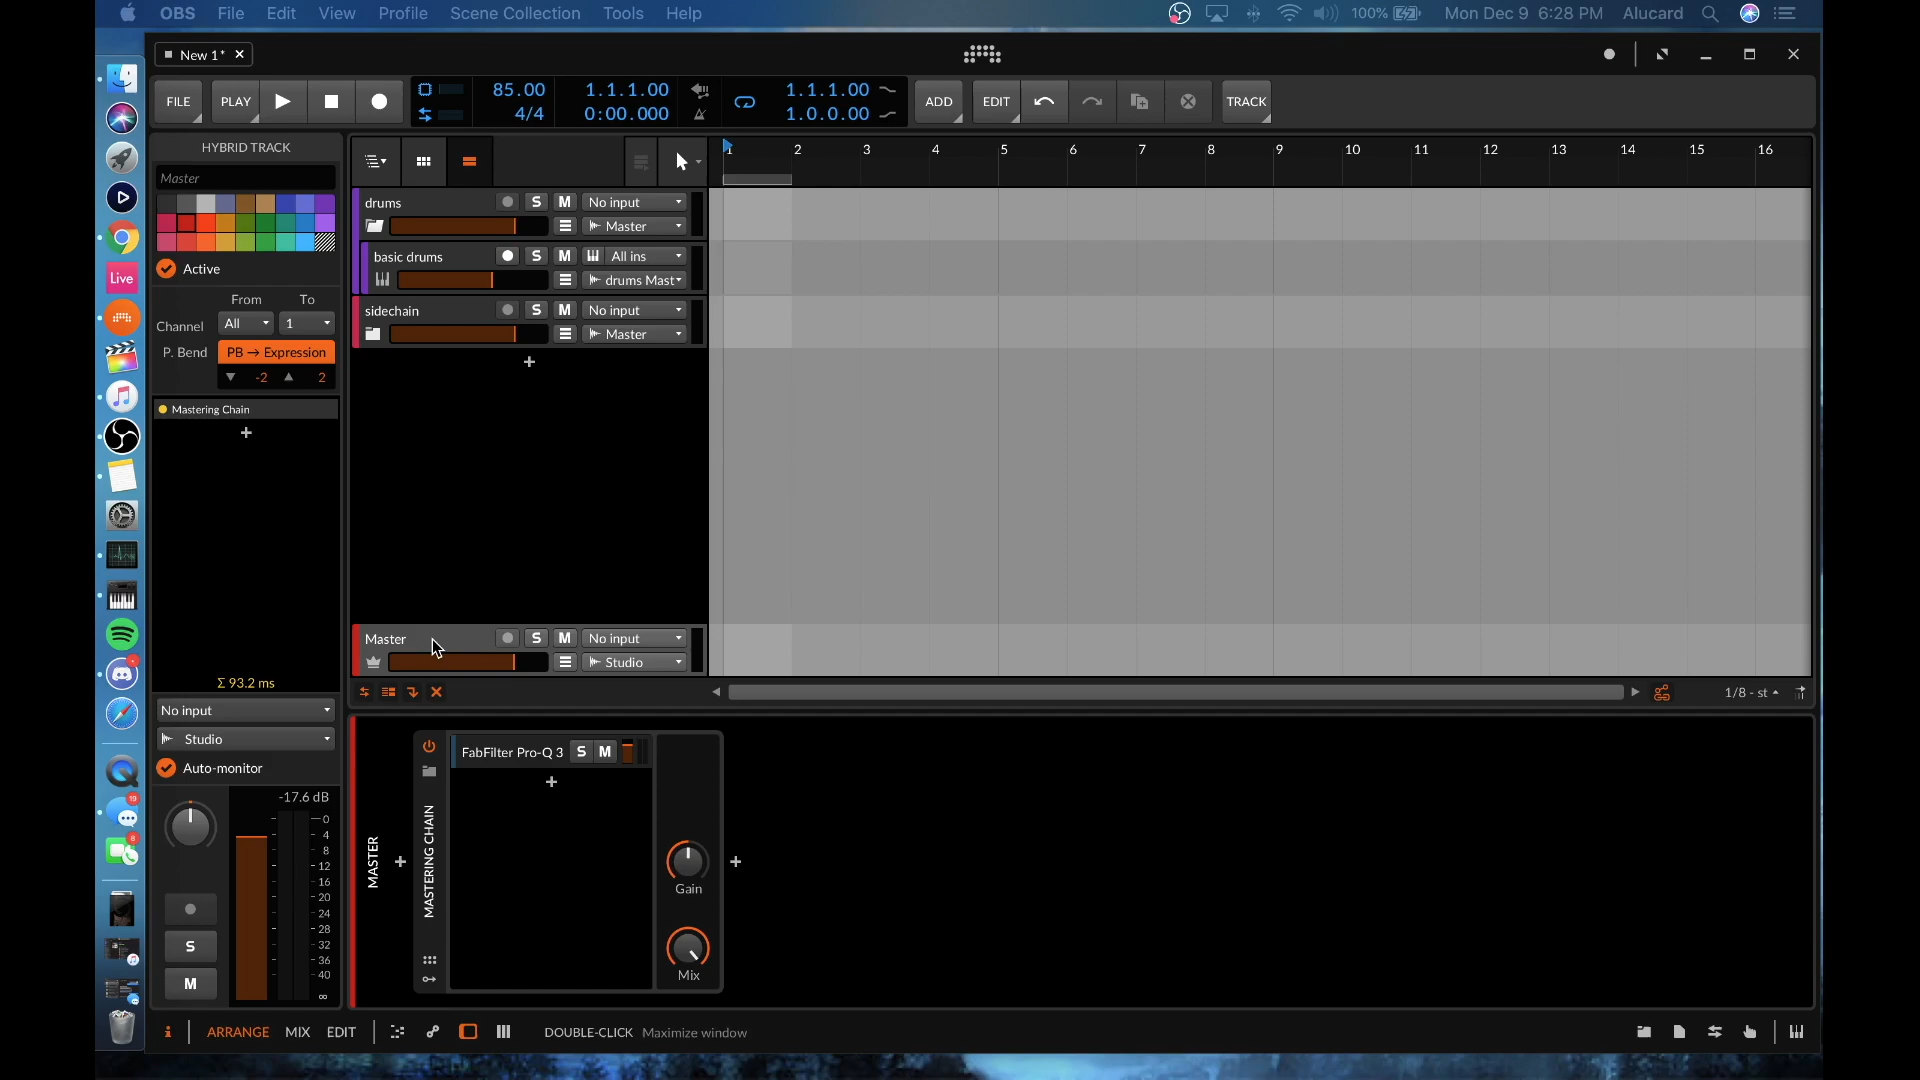 OBS File Edit View Profile Scene Collection Tools Help 100% Mon Dec 9 6:28 PM Alucard
New 1*
FILE PLAY 85.00 1.1.1.00 1.1.1.00 ADD EDIT TRACK
4/4 0:00.000 1.0.0.00
HYBRID TRACK
Master
1 2 3 4 5 6 7 8 9 10 11 12 13 14 15 16
drums S M No input
Master
basic drums S M All ins
drums Mast
sidechain S M No input
Master
Active
From To
Channel All 1
P. Bend PB → Expression
-2 2
Live
Mastering Chain
+
+
Master S M No input
Studio
Σ 93.2 ms
1/8 - st
No input
Studio
Auto-monitor
-17.6 dB
0
4
8
12
16
20
24
28
32
36
40
∞
S
M
19
8
MASTER
+
MASTERING CHAIN
FabFilter Pro-Q 3 S M
+
Gain
Mix
+
i ARRANGE MIX EDIT DOUBLE-CLICK Maximize window